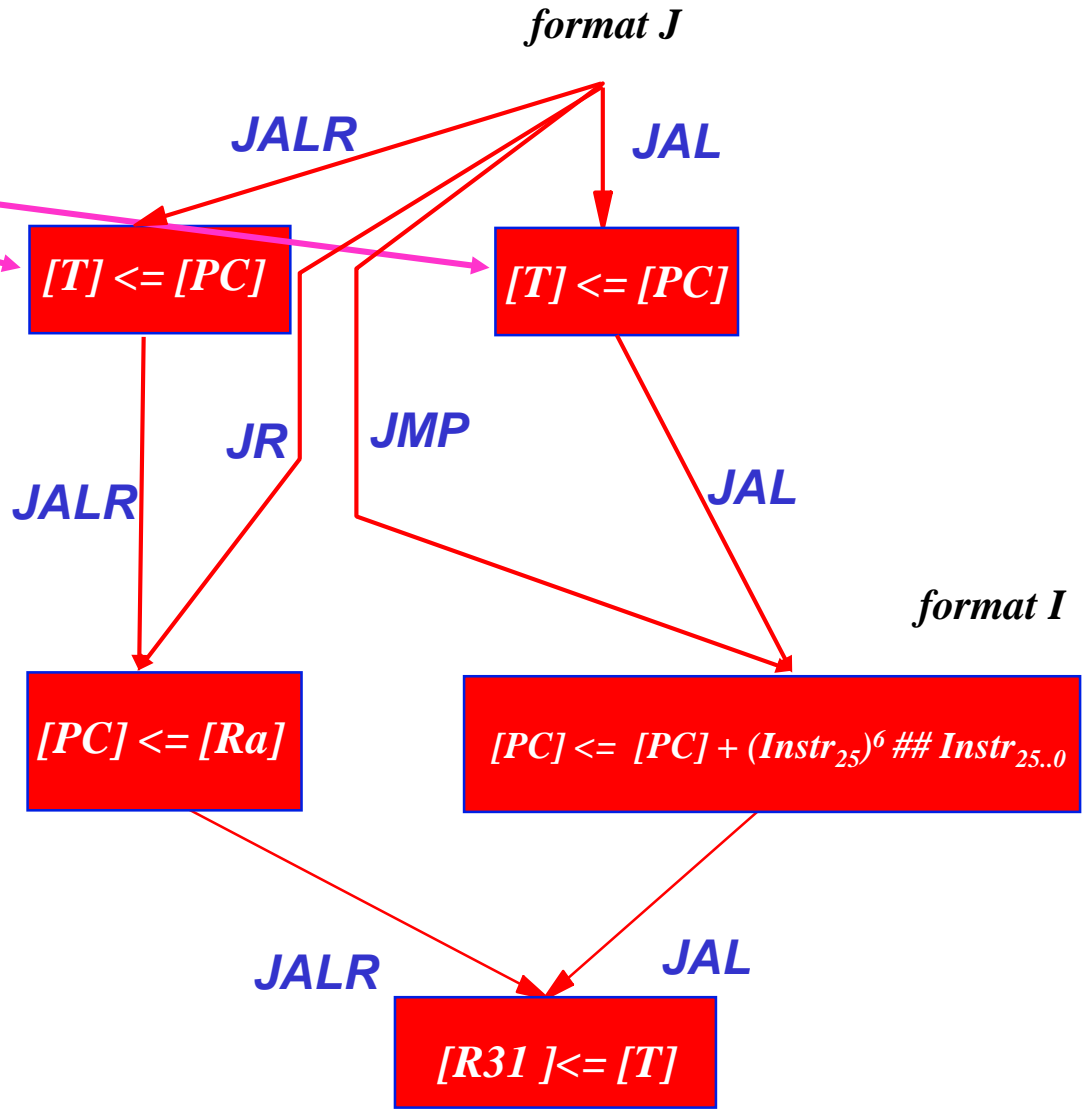 format J
JALR
JAL
[T] <= [PC]
[T] <= [PC]
JR
JMP
JALR
JAL
format I
[PC] <= [Ra]
[PC] <= [PC] + (Instr₂₅)⁶ ## Instr₂₅..₀
JALR
JAL
[R31 ]<= [T]